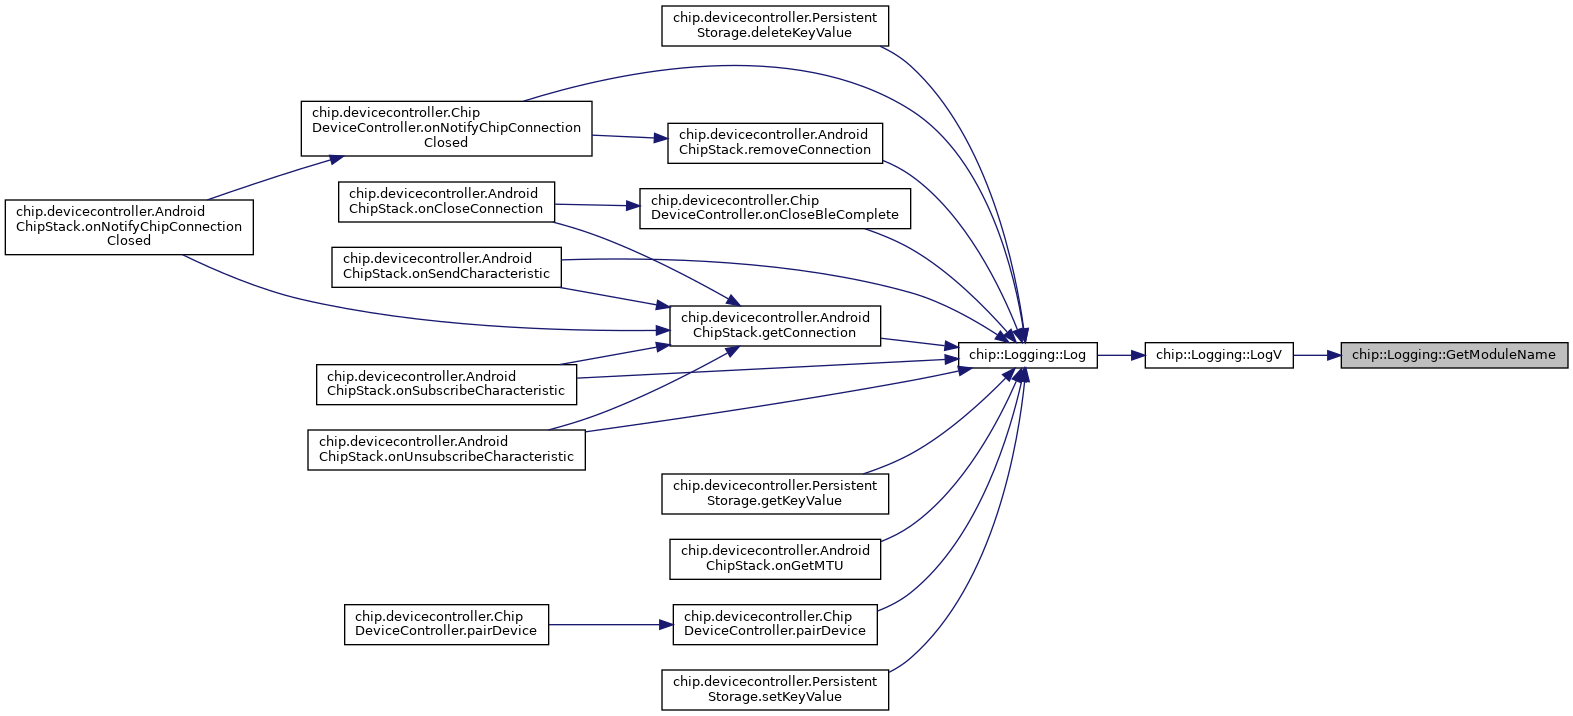 chip.devicecontroller.Persistent
Storage.deleteKeyValue
chip.devicecontroller.Chip
DeviceController.onNotifyChipConnection
Closed
chip.devicecontroller.Android
ChipStack.removeConnection
chip.devicecontroller.Android
ChipStack.onCloseConnection
chip.devicecontroller.Chip
DeviceController.onCloseBleComplete
chip.devicecontroller.Android
ChipStack.onNotifyChipConnection
Closed
chip.devicecontroller.Android
ChipStack.onSendCharacteristic
chip.devicecontroller.Android
ChipStack.getConnection
chip::Logging::Log
chip::Logging::LogV
chip::Logging::GetModuleName
chip.devicecontroller.Android
ChipStack.onSubscribeCharacteristic
chip.devicecontroller.Android
ChipStack.onUnsubscribeCharacteristic
chip.devicecontroller.Persistent
Storage.getKeyValue
chip.devicecontroller.Android
ChipStack.onGetMTU
chip.devicecontroller.Chip
DeviceController.pairDevice
chip.devicecontroller.Chip
DeviceController.pairDevice
chip.devicecontroller.Persistent
Storage.setKeyValue